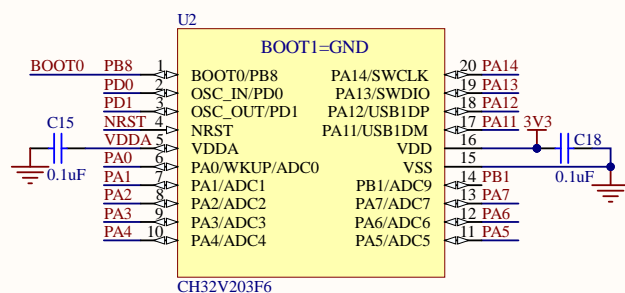 U2
BOOT1=GND
BOOT0 PB8 1 BOOT0/PB8 PA14/SWCLK 20 PA14
PD0 2 OSC_IN/PD0 PA13/SWDIO 19 PA13
PD1 3 OSC_OUT/PD1 PA12/USB1DP 18 PA12
NRST 4 NRST PA11/USB1DM 17 PA11 3V3
C15 VDDA 5 VDDA VDD 16 C18
PA0 6 PA0/WKUP/ADC0 VSS 15
0.1uF PA1 7 PA1/ADC1 PB1/ADC9 14 PB1 0.1uF
PA2 8 PA2/ADC2 PA7/ADC7 13 PA7
PA3 9 PA3/ADC3 PA6/ADC6 12 PA6
PA4 10 PA4/ADC4 PA5/ADC5 11 PA5
CH32V203F6